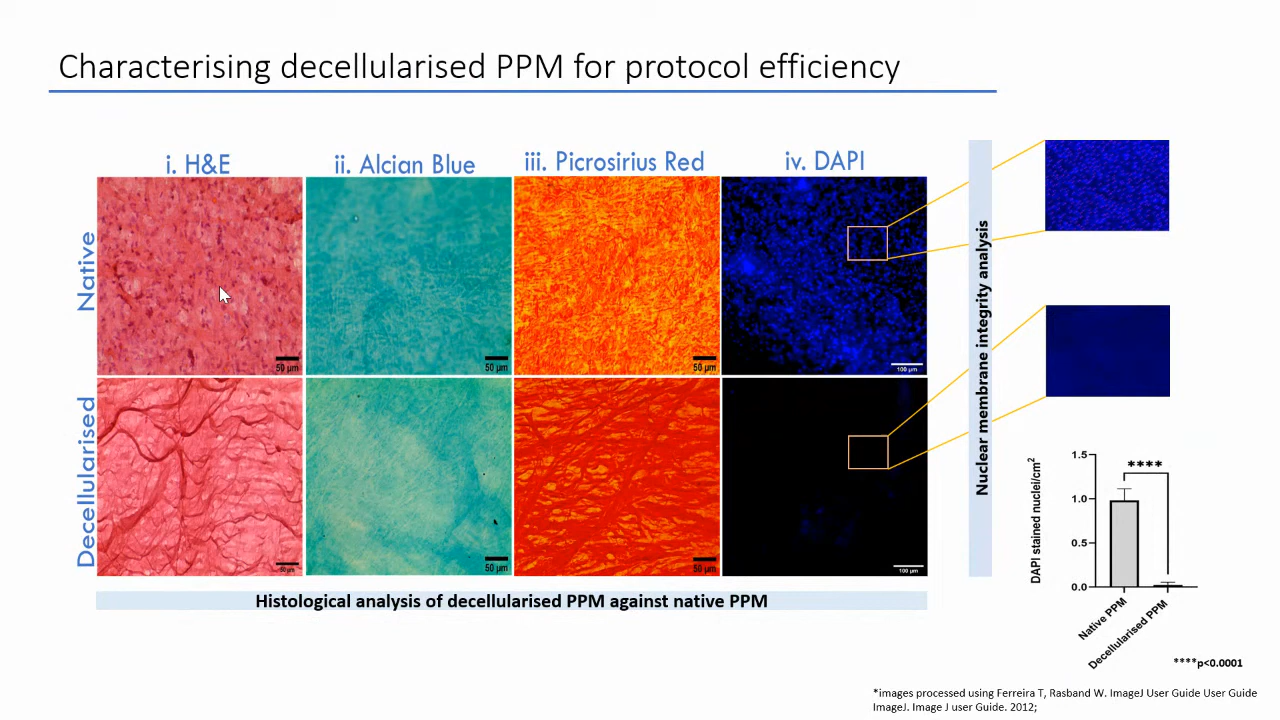 Characterising decellularised PPM for protocol efficiency
i. H&E
ii. Alcian Blue
iii. Picrosirius Red
iv. DAPI
Native
50 µm
50 µm
50 µm
100 µm
Decellularised
50 µm
50 µm
50 µm
100 µm
Histological analysis of decellularised PPM against native PPM
Nuclear membrane integrity analysis
DAPI stained nuclei/cm²
1.5
1.0
0.5
0.0
****
Native PPM
Decellularised PPM
****p<0.0001
*images processed using Ferreira T, Rasband W. ImageJ User Guide User Guide
ImageJ. Image J user Guide. 2012;